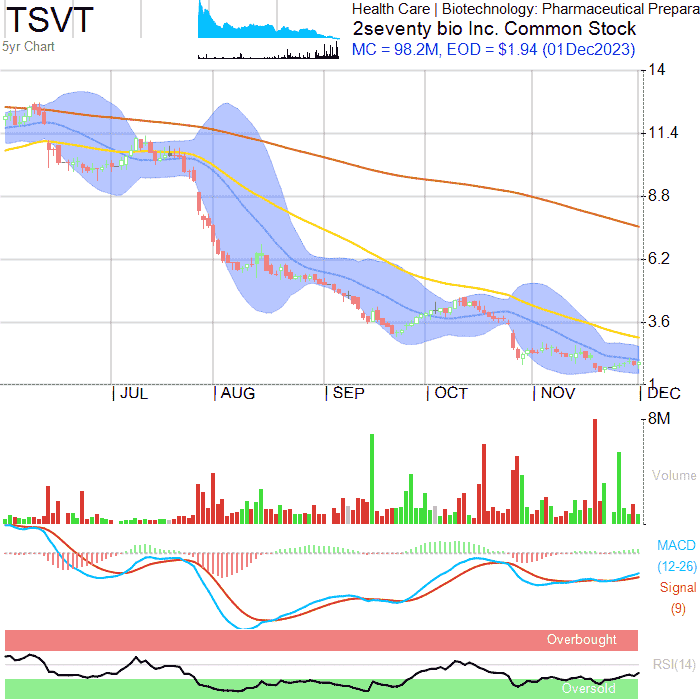 TSVT
5yr Chart
Health Care | Biotechnology: Pharmaceutical Prepara
2seventy bio Inc. Common Stock
MC = 98.2M, EOD = $1.94 (01Dec2023)
14
11.4
8.8
6.2
3.6
1
JUL
AUG
SEP
OCT
NOV
DEC
8M
Volume
MACD
(12-26)
Signal
(9)
Overbought
RSI(14)
Oversold